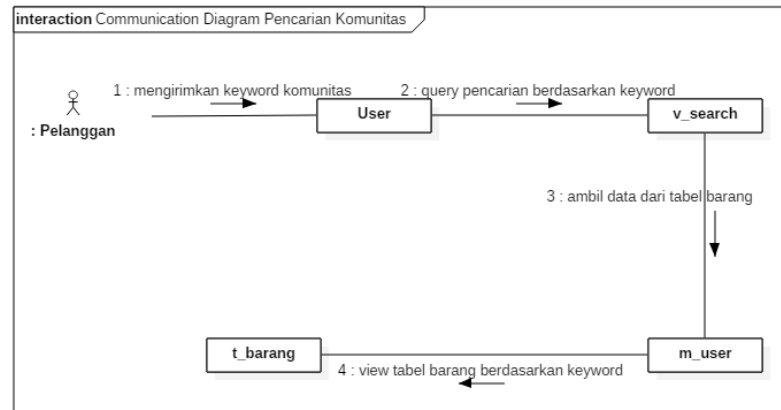 interaction Communication Diagram Pencarian Komunitas
1 : mengirimkan keyword komunitas
2 : query pencarian berdasarkan keyword
: Pelanggan
User
v_search
3 : ambil data dari tabel barang
t_barang
m_user
4 : view tabel barang berdasarkan keyword